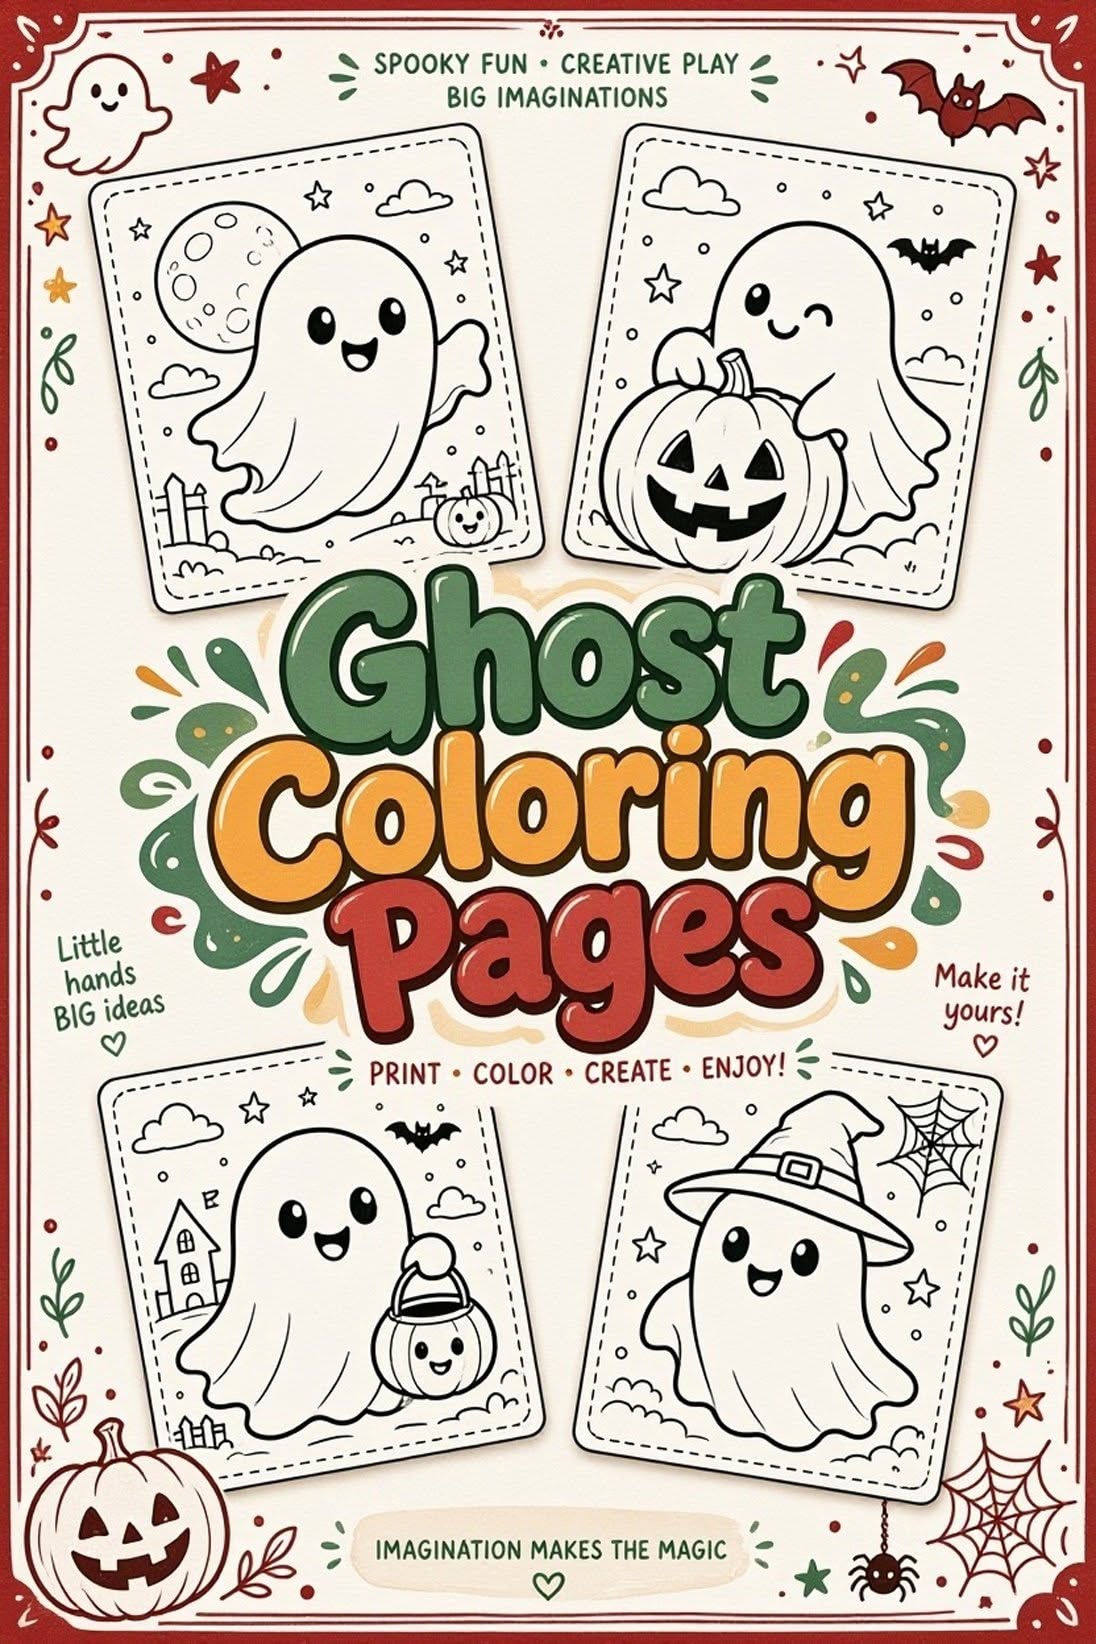 SPOOKY FUN • CREATIVE PLAY
BIG IMAGINATIONS
Ghost
Coloring
Pages
Little
hands
BIG ideas
Make it
yours!
PRINT • COLOR • CREATE • ENJOY!
IMAGINATION MAKES THE MAGIC